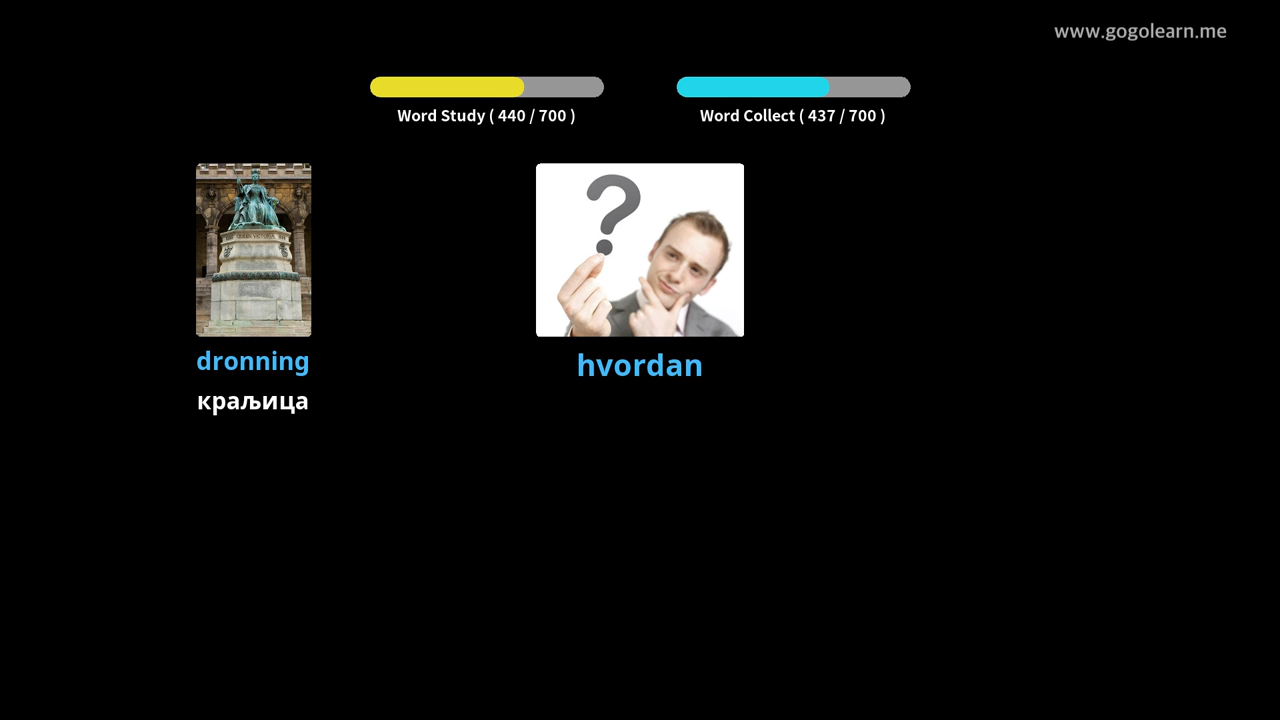 www.gogolearn.me
Word Study ( 440 / 700 )
Word Collect ( 437 / 700 )
dronning
краљица
hvordan